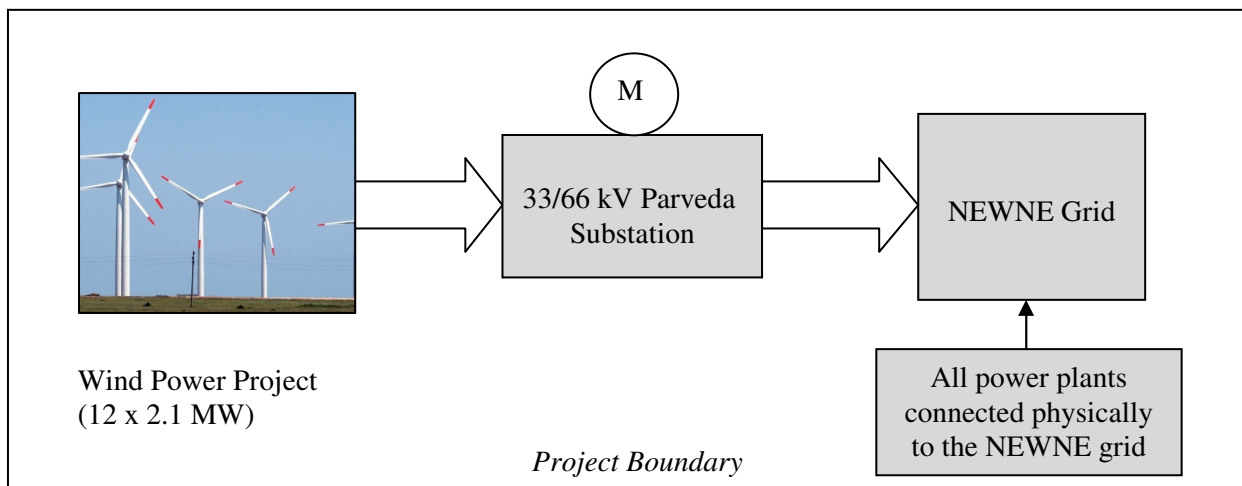 M
33/66 kV Parveda
Substation
NEWNE Grid
Wind Power Project
(12 x 2.1 MW)
All power plants
connected physically
to the NEWNE grid
Project Boundary